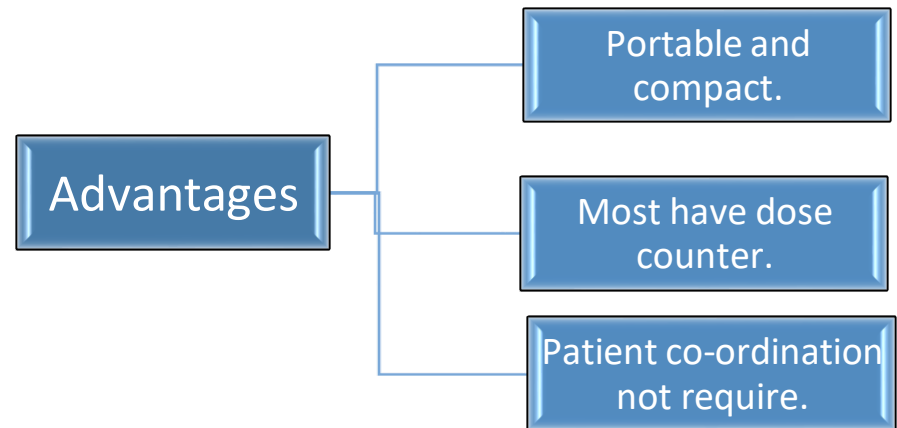 Advantages
Portable and
compact.
Most have dose
counter.
Patient co-ordination
not require.